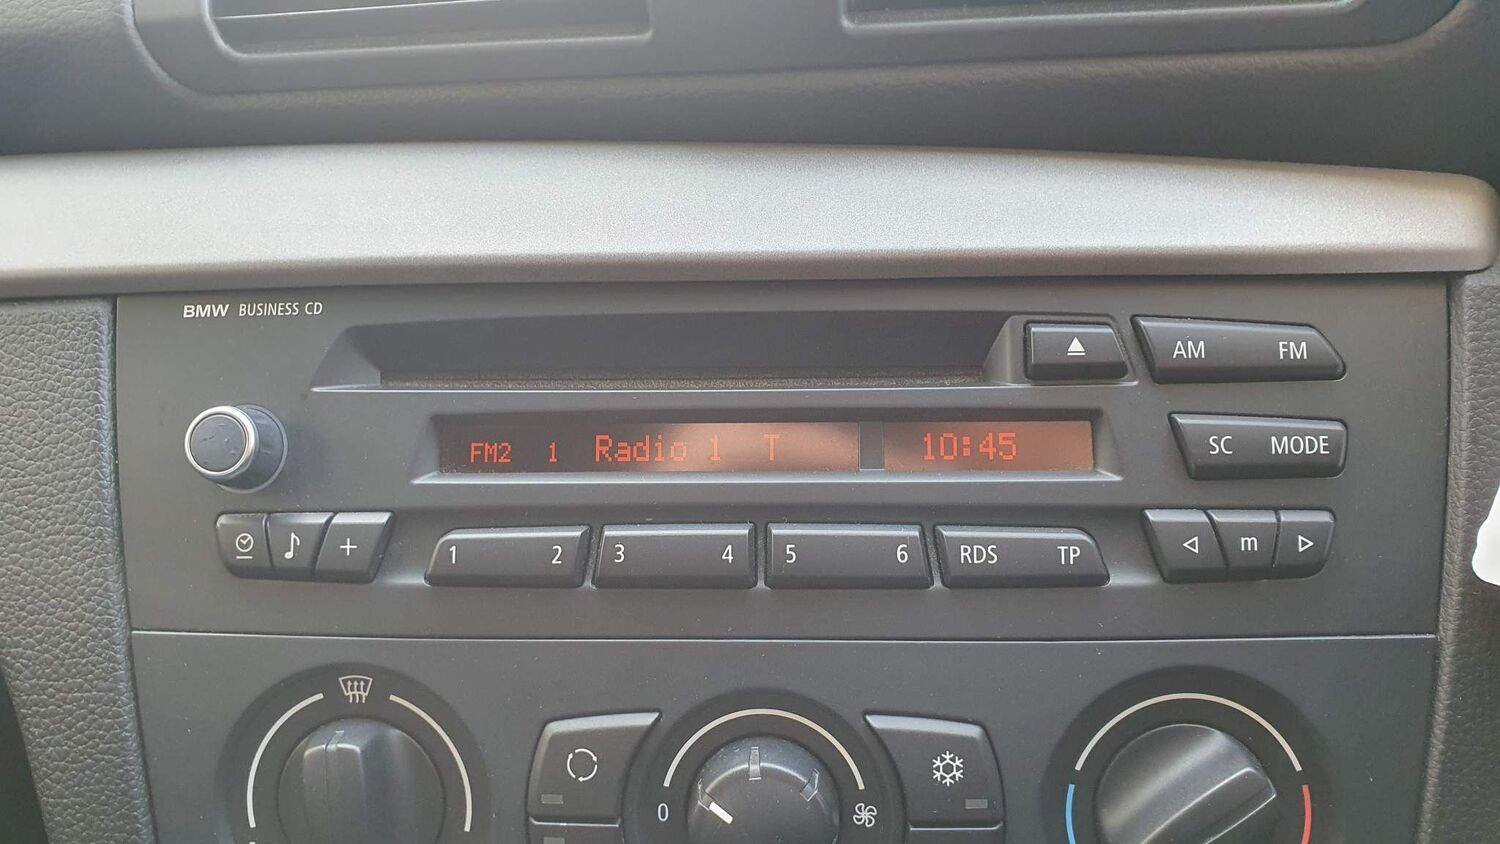 BMW BUSINESS CD
AM FM
FM2 1 Radio 1 T 10:45
SC MODE
1 2 3 4 5 6 RDS TP m
0